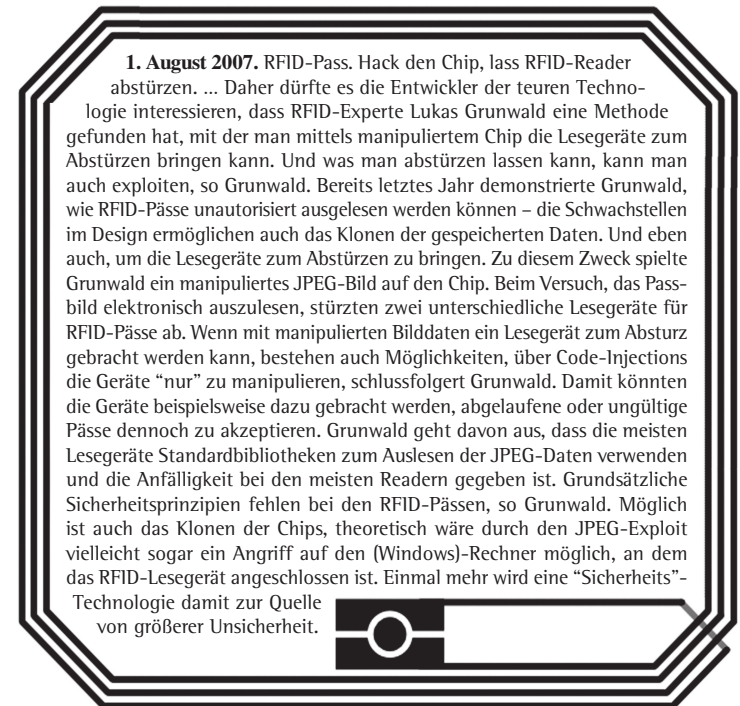 1. August 2007. RFID-Pass. Hack den Chip, lass RFID-Reader
abstürzen. ... Daher dürfte es die Entwickler der teuren Techno-
logie interessieren, dass RFID-Experte Lukas Grunwald eine Methode
gefunden hat, mit der man mittels manipuliertem Chip die Lesegeräte zum
Abstürzen bringen kann. Und was man abstürzen lassen kann, kann man
auch exploiten, so Grunwald. Bereits letztes Jahr demonstrierte Grunwald,
wie RFID-Pässe unautorisiert ausgelesen werden können – die Schwachstellen
im Design ermöglichen auch das Klonen der gespeicherten Daten. Und eben
auch, um die Lesegeräte zum Abstürzen zu bringen. Zu diesem Zweck spielte
Grunwald ein manipuliertes JPEG-Bild auf den Chip. Beim Versuch, das Pass-
bild elektronisch auszulesen, stürzten zwei unterschiedliche Lesegeräte für
RFID-Pässe ab. Wenn mit manipulierten Bilddaten ein Lesegerät zum Absturz
gebracht werden kann, bestehen auch Möglichkeiten, über Code-Injections
die Geräte “nur” zu manipulieren, schlussfolgert Grunwald. Damit könnten
die Geräte beispielsweise dazu gebracht werden, abgelaufene oder ungültige
Pässe dennoch zu akzeptieren. Grunwald geht davon aus, dass die meisten
Lesegeräte Standardbibliotheken zum Auslesen der JPEG-Daten verwenden
und die Anfälligkeit bei den meisten Readern gegeben ist. Grundsätzliche
Sicherheitsprinzipien fehlen bei den RFID-Pässen, so Grunwald. Möglich
ist auch das Klonen der Chips, theoretisch wäre durch den JPEG-Exploit
vielleicht sogar ein Angriff auf den (Windows)-Rechner möglich, an dem
das RFID-Lesegerät angeschlossen ist. Einmal mehr wird eine “Sicherheits”-
Technologie damit zur Quelle
von größerer Unsicherheit.